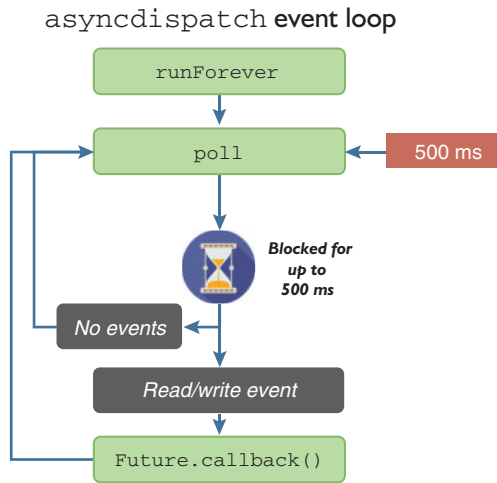 asyncdispatch event loop
runForever
poll
500 ms
Blocked for
up to
500 ms
No events
Read/write event
Future.callback()